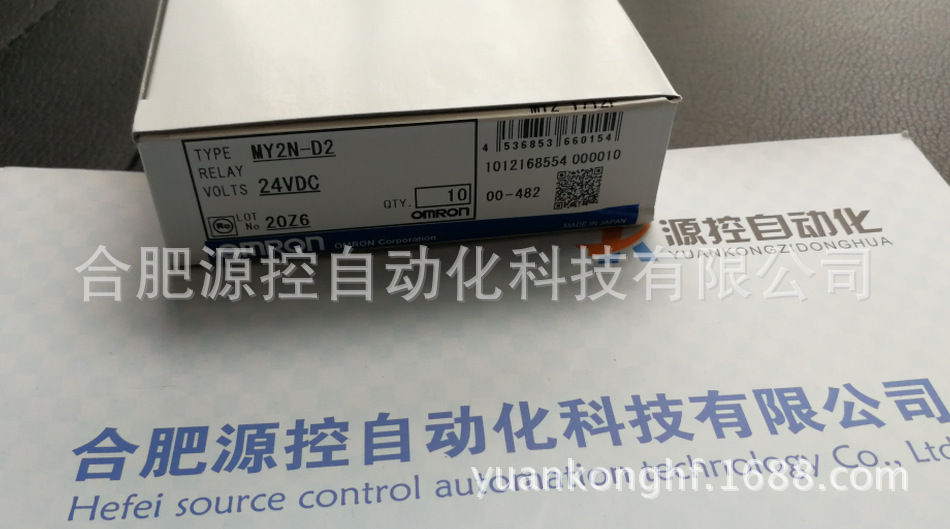 TYPE MY2N-D2
RELAY
VOLTS 24VDC
QTY. 10
OMRON
LOT No 20Z6
4 536853 660154
1012168554 000010
00-482
MADE IN JAPAN
OMRON OMRON Corporation
源控自动化
YUANKONGZIDONGHUA
合肥源控自动化科技有限公司
合肥源控自动化科技有限公司
Hefei source control automation technology Co., Ltd
yuankonghf.1688.com